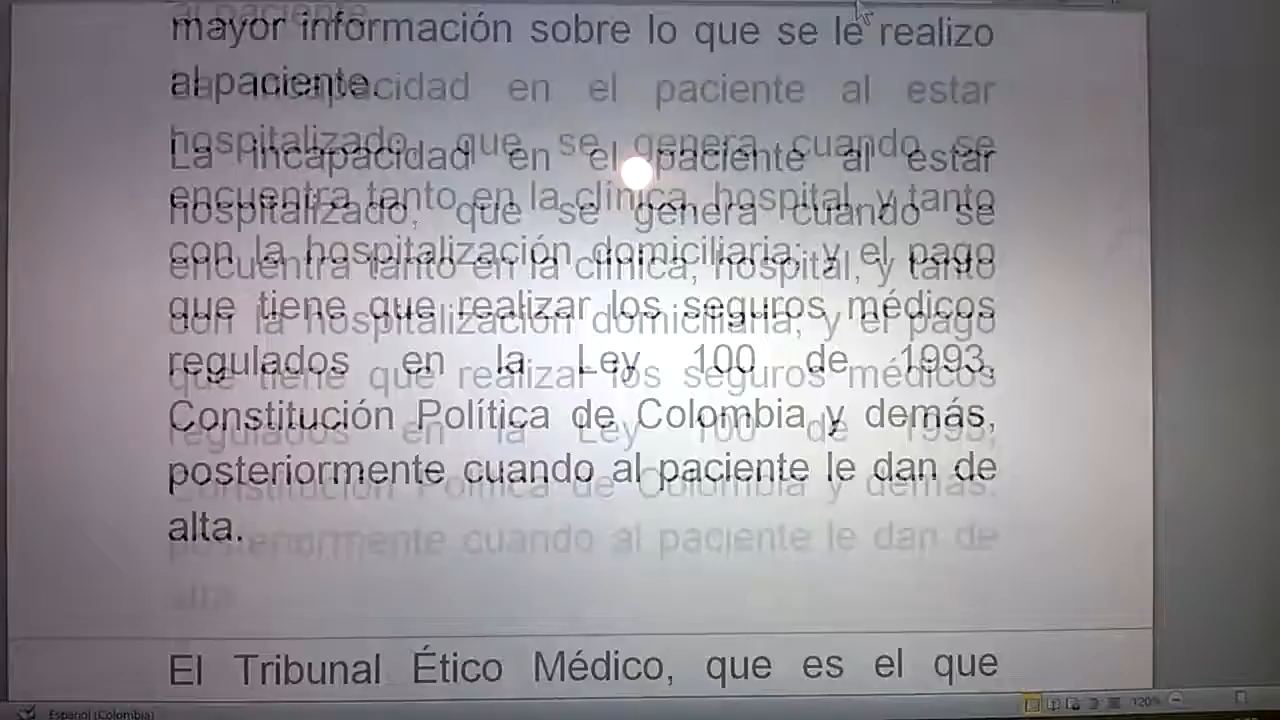 mayor información sobre lo que se le realizo
al paciente.
La incapacidad en el paciente al estar
hospitalizado, que se genera cuando se
encuentra tanto en la clínica, hospital, y tanto
con la hospitalización domiciliaria; y el pago
que tiene que realizar los seguros médicos
regulados en la Ley 100 de 1993,
Constitución Política de Colombia y demás,
posteriormente cuando al paciente le dan de
alta.
El Tribunal Ético Médico, que es el que
Español (Colombia)
120%